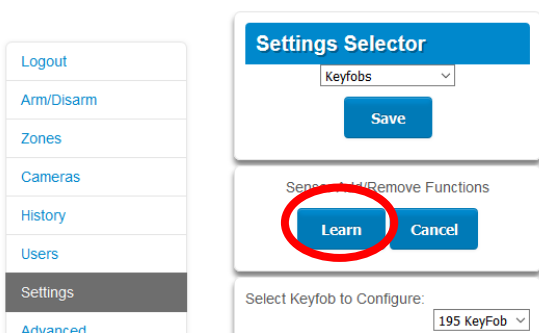 Logout
Arm/Disarm
Zones
Cameras
History
Users
Settings
Advanced
Settings Selector
Keyfobs
Save
Sensor Add/Remove Functions
Learn Cancel
Select Keyfob to Configure:
195 KeyFob